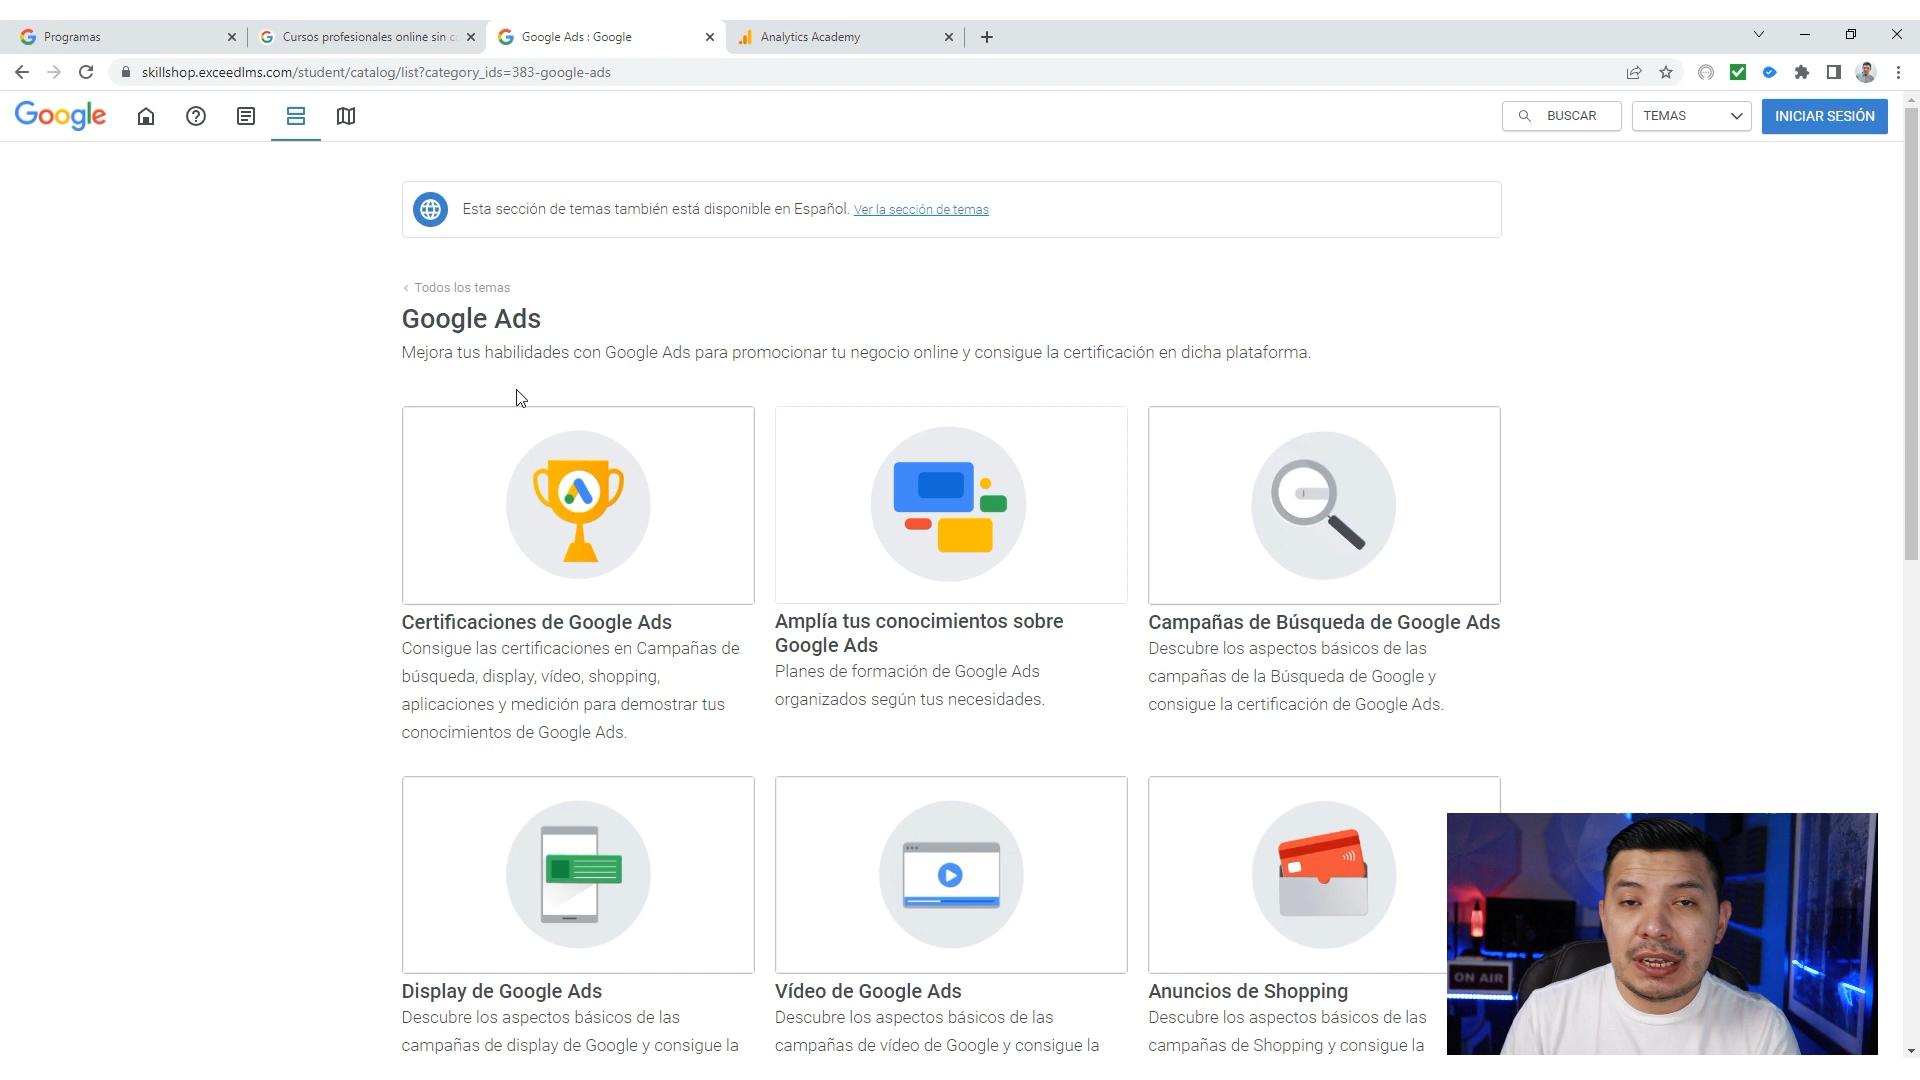 Programas
Cursos profesionales online sin c
Google Ads : Google
Analytics Academy
skillshop.exceedlms.com/student/catalog/list?category_ids=383-google-ads
Google
BUSCAR
TEMAS
INICIAR SESIÓN
Esta sección de temas también está disponible en Español. Ver la sección de temas
‹ Todos los temas
Google Ads
Mejora tus habilidades con Google Ads para promocionar tu negocio online y consigue la certificación en dicha plataforma.
Certificaciones de Google Ads
Consigue las certificaciones en Campañas de
búsqueda, display, vídeo, shopping,
aplicaciones y medición para demostrar tus
conocimientos de Google Ads.
Amplía tus conocimientos sobre
Google Ads
Planes de formación de Google Ads
organizados según tus necesidades.
Campañas de Búsqueda de Google Ads
Descubre los aspectos básicos de las
campañas de la Búsqueda de Google y
consigue la certificación de Google Ads.
Display de Google Ads
Descubre los aspectos básicos de las
campañas de display de Google y consigue la
Vídeo de Google Ads
Descubre los aspectos básicos de las
campañas de vídeo de Google y consigue la
Anuncios de Shopping
Descubre los aspectos básicos de las
campañas de Shopping y consigue la
ON AIR